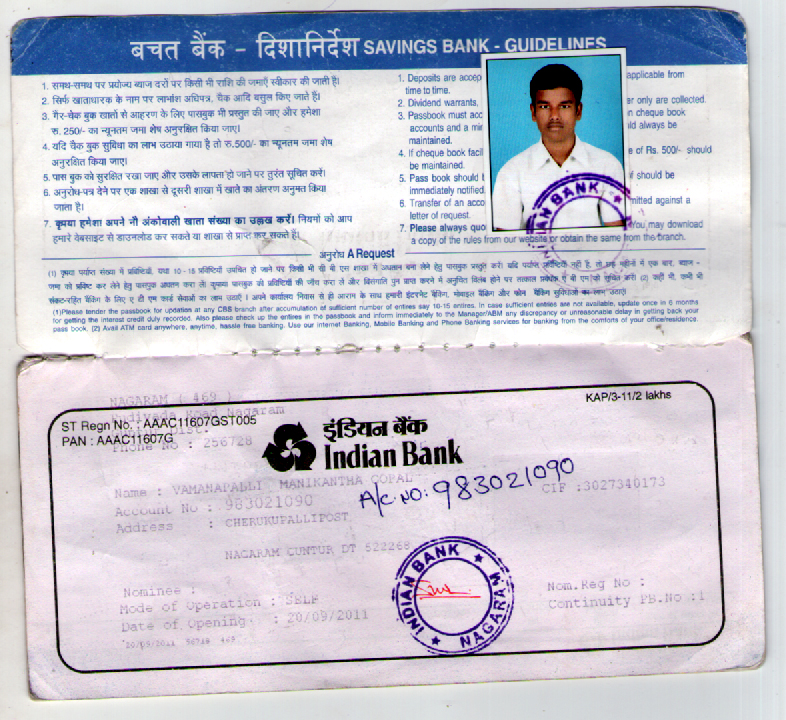 बचत बैंक – दिशानिर्देश SAVINGS BANK - GUIDELINES
1. समय-समय पर प्रयोज्य ब्याज दरों पर किसी भी राशि की जमाएँ स्वीकार की जाती है।
2. सिर्फ खाताधारक के नाम पर लाभांश अधिपत्र, चैक आदि वसूल किए जाते है।
3. गैर-चेक बुक खातों से आहरण के लिए पासबुक भी प्रस्तुत की जाए और हमेशा
रु. 250/- का न्यूनतम जमा शेष अनुरक्षित किया जाए।
4. यदि चैक बुक सुविधा का लाभ उठाया गया है तो रु.500/- का न्यूनतम जमा शेष
अनुरक्षित किया जाए।
5. पास बुक को सुरक्षित रखा जाए और उसके लापता हो जाने पर तुरंत सूचित करें।
6. अनुरोध-पत्र देने पर एक शाखा से दूसरी शाखा में खाते का अंतरण अनुमत किया
जाता है।
7. कृपया हमेशा अपने नौ अंकोंवाली खाता संख्या का उल्लख करें। नियमों को आप
हमारे वेबसाइट से डाउनलोड कर सकते या शाखा से प्राप्त कर सकते हैं।
1. Deposits are accep applicable from
time to time.
2. Dividend warrants, er only are collected.
3. Passbook must acc n cheque book
accounts and a mi ld always be
maintained.
4. If cheque book facil e of Rs. 500/- should
be maintained.
5. Pass book should b f should be
immediately notified
6. Transfer of an acco mitted against a
letter of request.
7. Please always quo You may download
a copy of the rules from our website or obtain the same from the branch.
INDIAN BANK
अनुरोध A Request
(1)Please tender the passbook for updation at any CBS branch after accumulation of sufficient number of entries say 10-15 entries. In case sufficient entries are not available, update once in 6 months
for getting the interest credit duly recorded. Also please check up the entries in the passbook and inform immediately to the Manager/ABM any discrepancy or unreasonable delay in getting back your
pass book. (2) Avail ATM card anywhere, anytime, hassle free banking. Use our Internet Banking, Mobile Banking and Phone Banking services for banking from the comforts of your office/residence.
KAP/3-11/2 lakhs
NAGARAM ( 469 )
Road Nagaram
ST Regn No. : AAAC11607GST005
PAN : AAAC11607G
Phone No : 256728
इंडियन बैंक
Indian Bank
A/C NO: 983021090
Name : VAMANAPALLI MANIKANTHA GOPAL
Account No : 983021090 CIF :3027340173
Address : CHERUKUPALLIPOST
NAGARAM GUNTUR DT 522268
INDIAN BANK
NAGARAM
Nominee : Nom.Reg No :
Mode of Operation : SELF Continuity PB.No :1
Date of Opening : 20/09/2011
20/09/2011 469